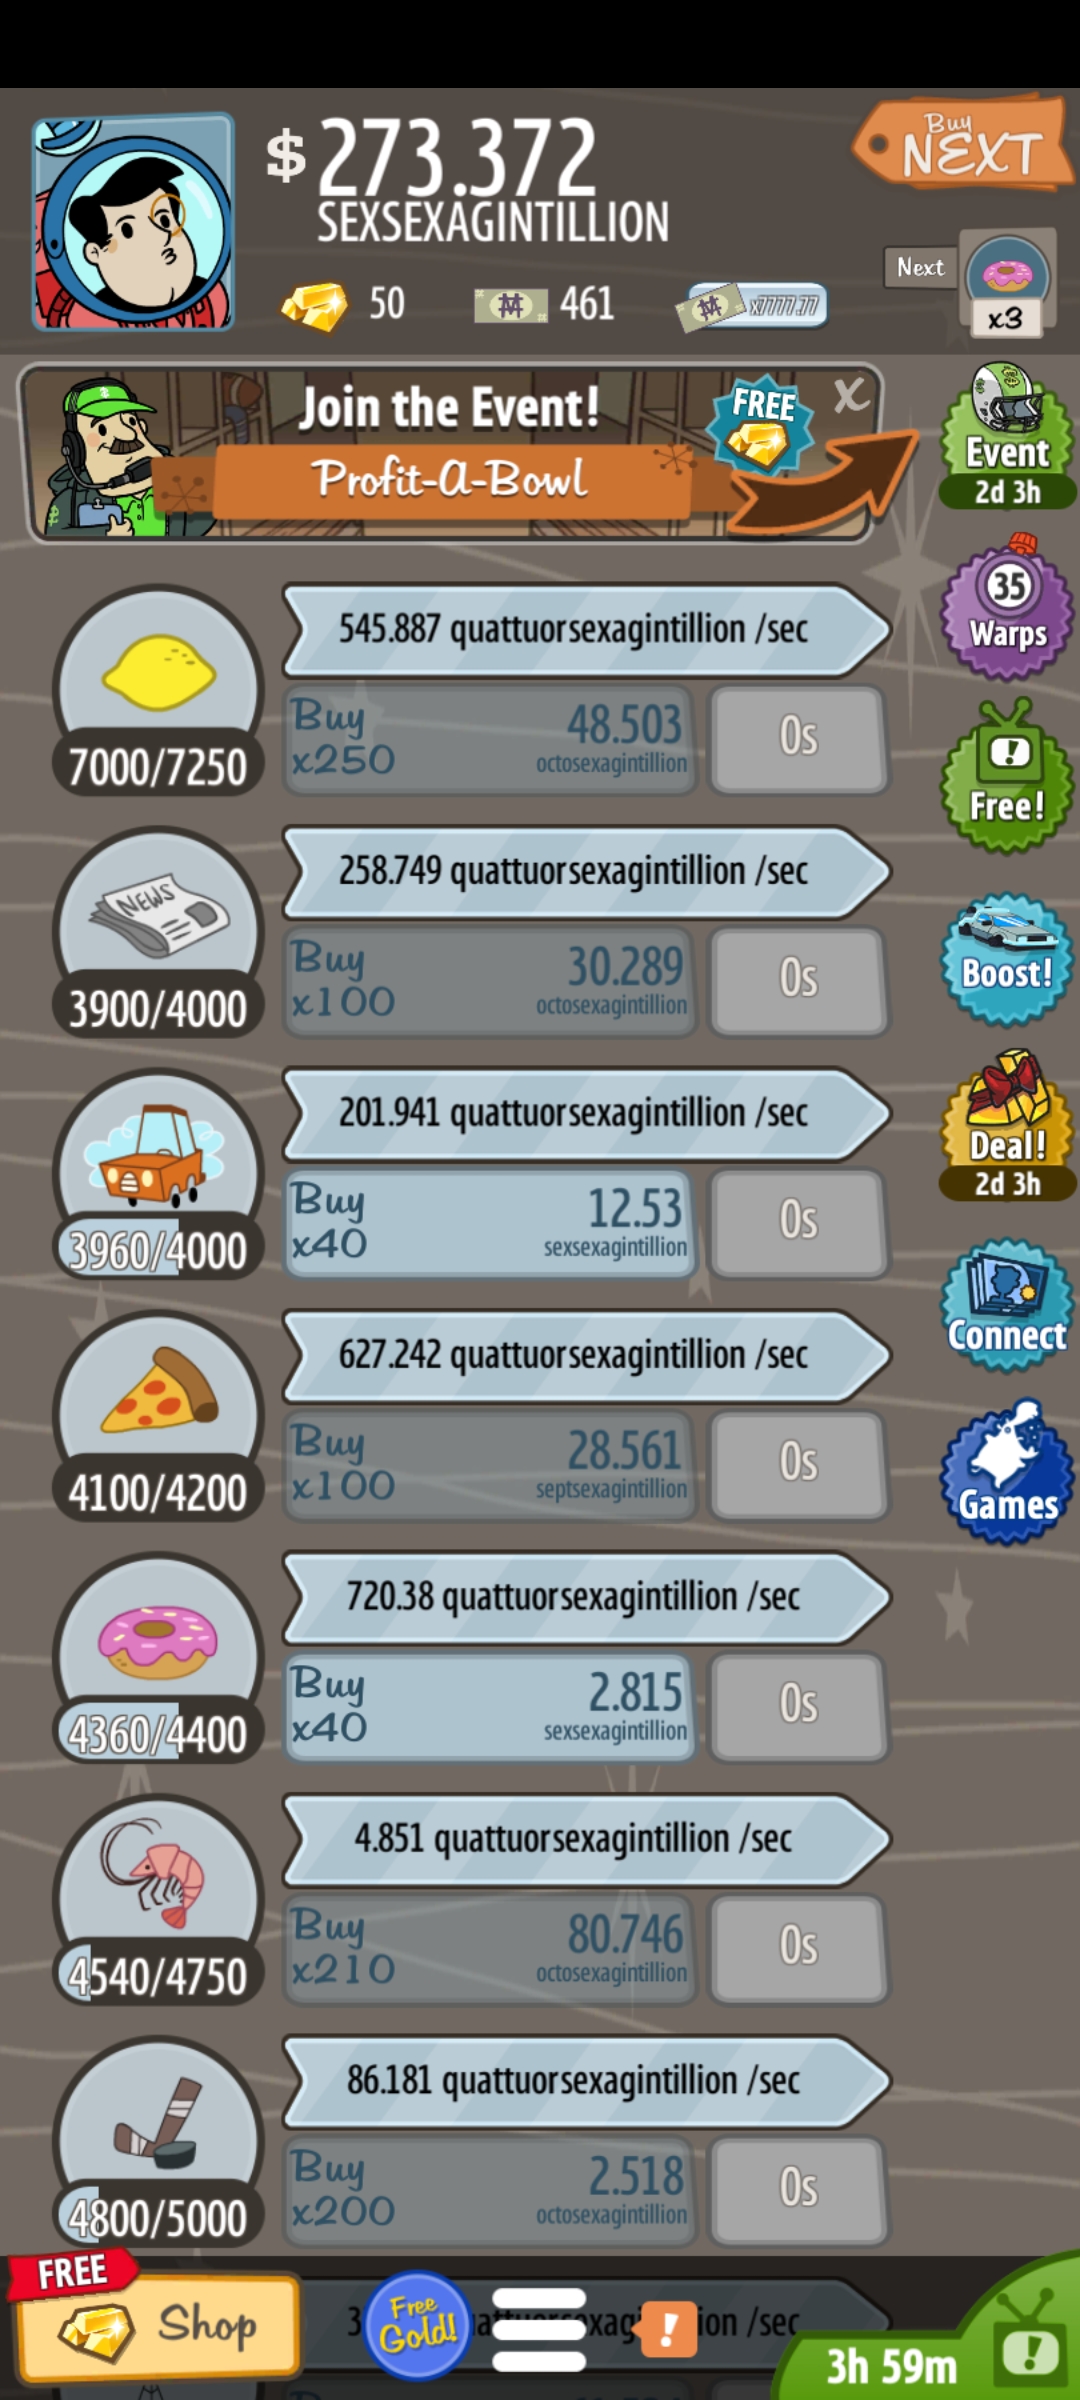 $ 273.372
SEXSEXAGINTILLION
Buy
NEXT
50
461
x7777.77
Next
x3
Join the Event!
Profit-A-Bowl
FREE
X
Event
2d 3h
35
Warps
Free!
Boost!
Deal!
2d 3h
Connect
Games
545.887 quattuorsexagintillion /sec
7000/7250
Buy
x250
48.503
octosexagintillion
0s
NEWS
258.749 quattuorsexagintillion /sec
3900/4000
Buy
x100
30.289
octosexagintillion
0s
201.941 quattuorsexagintillion /sec
3960/4000
Buy
x40
12.53
sexsexagintillion
0s
627.242 quattuorsexagintillion /sec
4100/4200
Buy
x100
28.561
septsexagintillion
0s
720.38 quattuorsexagintillion /sec
4360/4400
Buy
x40
2.815
sexsexagintillion
0s
4.851 quattuorsexagintillion /sec
4540/4750
Buy
x210
80.746
octosexagintillion
0s
86.181 quattuorsexagintillion /sec
4800/5000
Buy
x200
2.518
octosexagintillion
0s
FREE
Shop
Free
Gold!
/sec
3h 59m